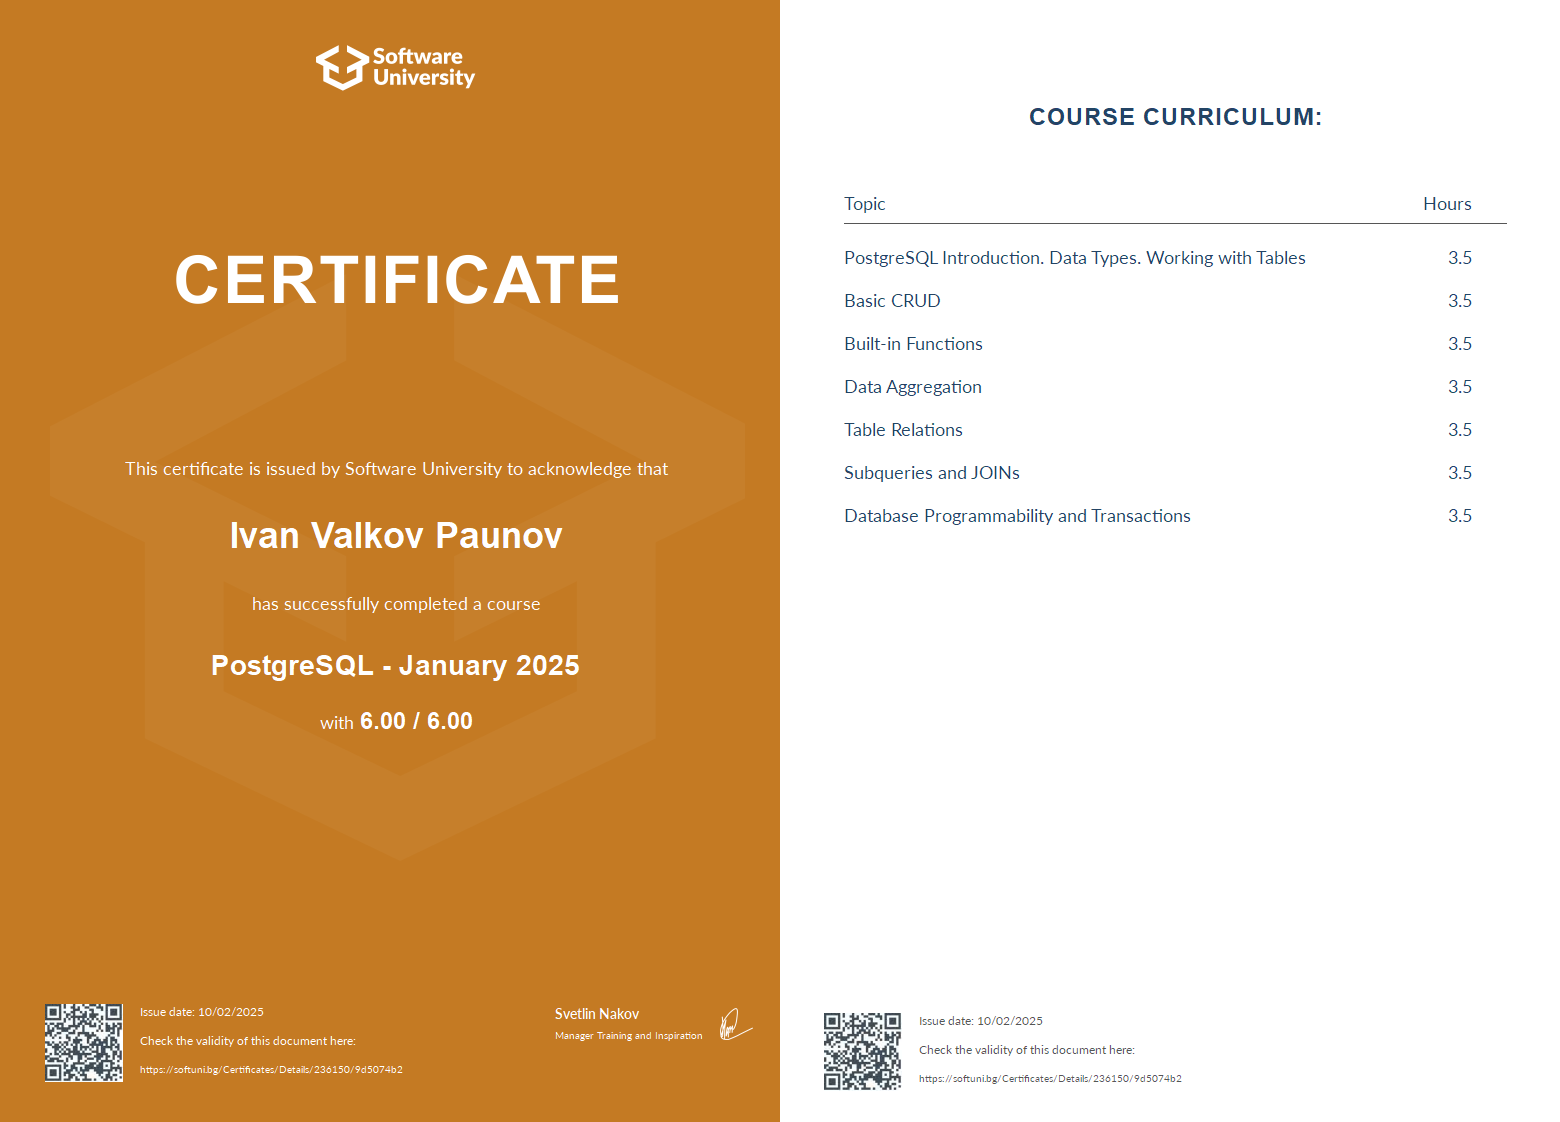 Software
University
CERTIFICATE
This certificate is issued by Software University to acknowledge that
Ivan Valkov Paunov
has successfully completed a course
PostgreSQL - January 2025
with 6.00 / 6.00
Issue date: 10/02/2025
Check the validity of this document here:
https://softuni.bg/Certificates/Details/236150/9d5074b2
Svetlin Nakov
Manager Training and Inspiration
COURSE CURRICULUM:
Topic Hours
PostgreSQL Introduction. Data Types. Working with Tables 3.5
Basic CRUD 3.5
Built-in Functions 3.5
Data Aggregation 3.5
Table Relations 3.5
Subqueries and JOINs 3.5
Database Programmability and Transactions 3.5
Issue date: 10/02/2025
Check the validity of this document here:
https://softuni.bg/Certificates/Details/236150/9d5074b2